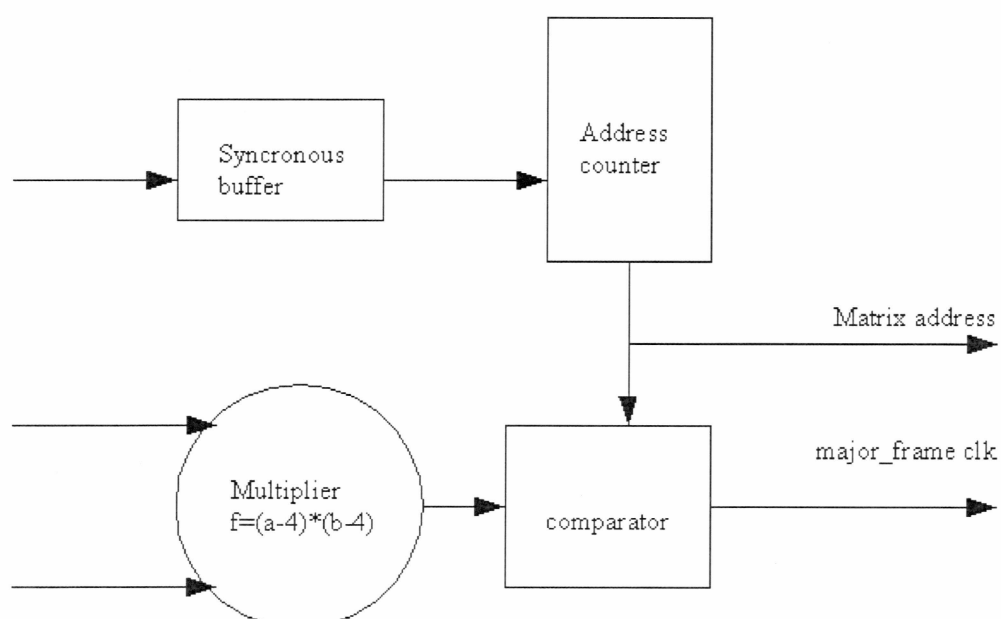 Syncronous
buffer
Address
counter
Matrix address
major_frame clk
Multiplier
f=(a-4)*(b-4)
comparator